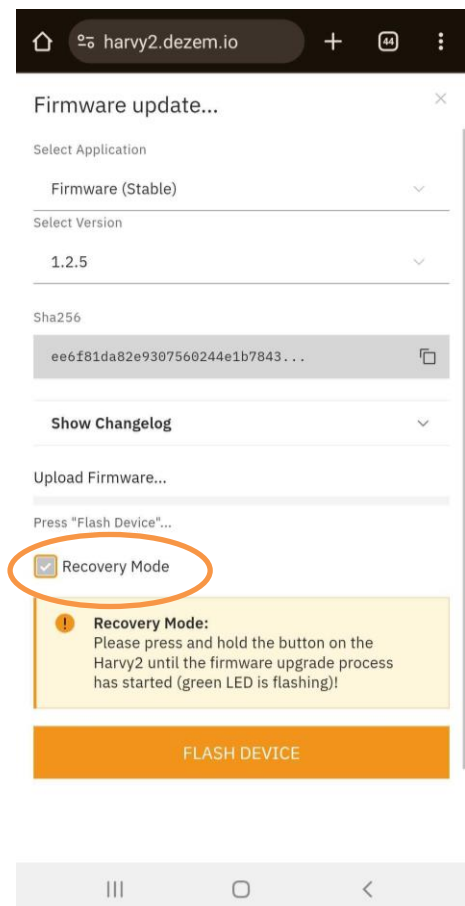 harvy2.dezem.io
44
Firmware update...
Select Application
Firmware (Stable)
Select Version
1.2.5
Sha256
ee6f81da82e9307560244e1b7843...
Show Changelog
Upload Firmware...
Press "Flash Device"...
Recovery Mode
Recovery Mode:
Please press and hold the button on the
Harvy2 until the firmware upgrade process
has started (green LED is flashing)!
FLASH DEVICE